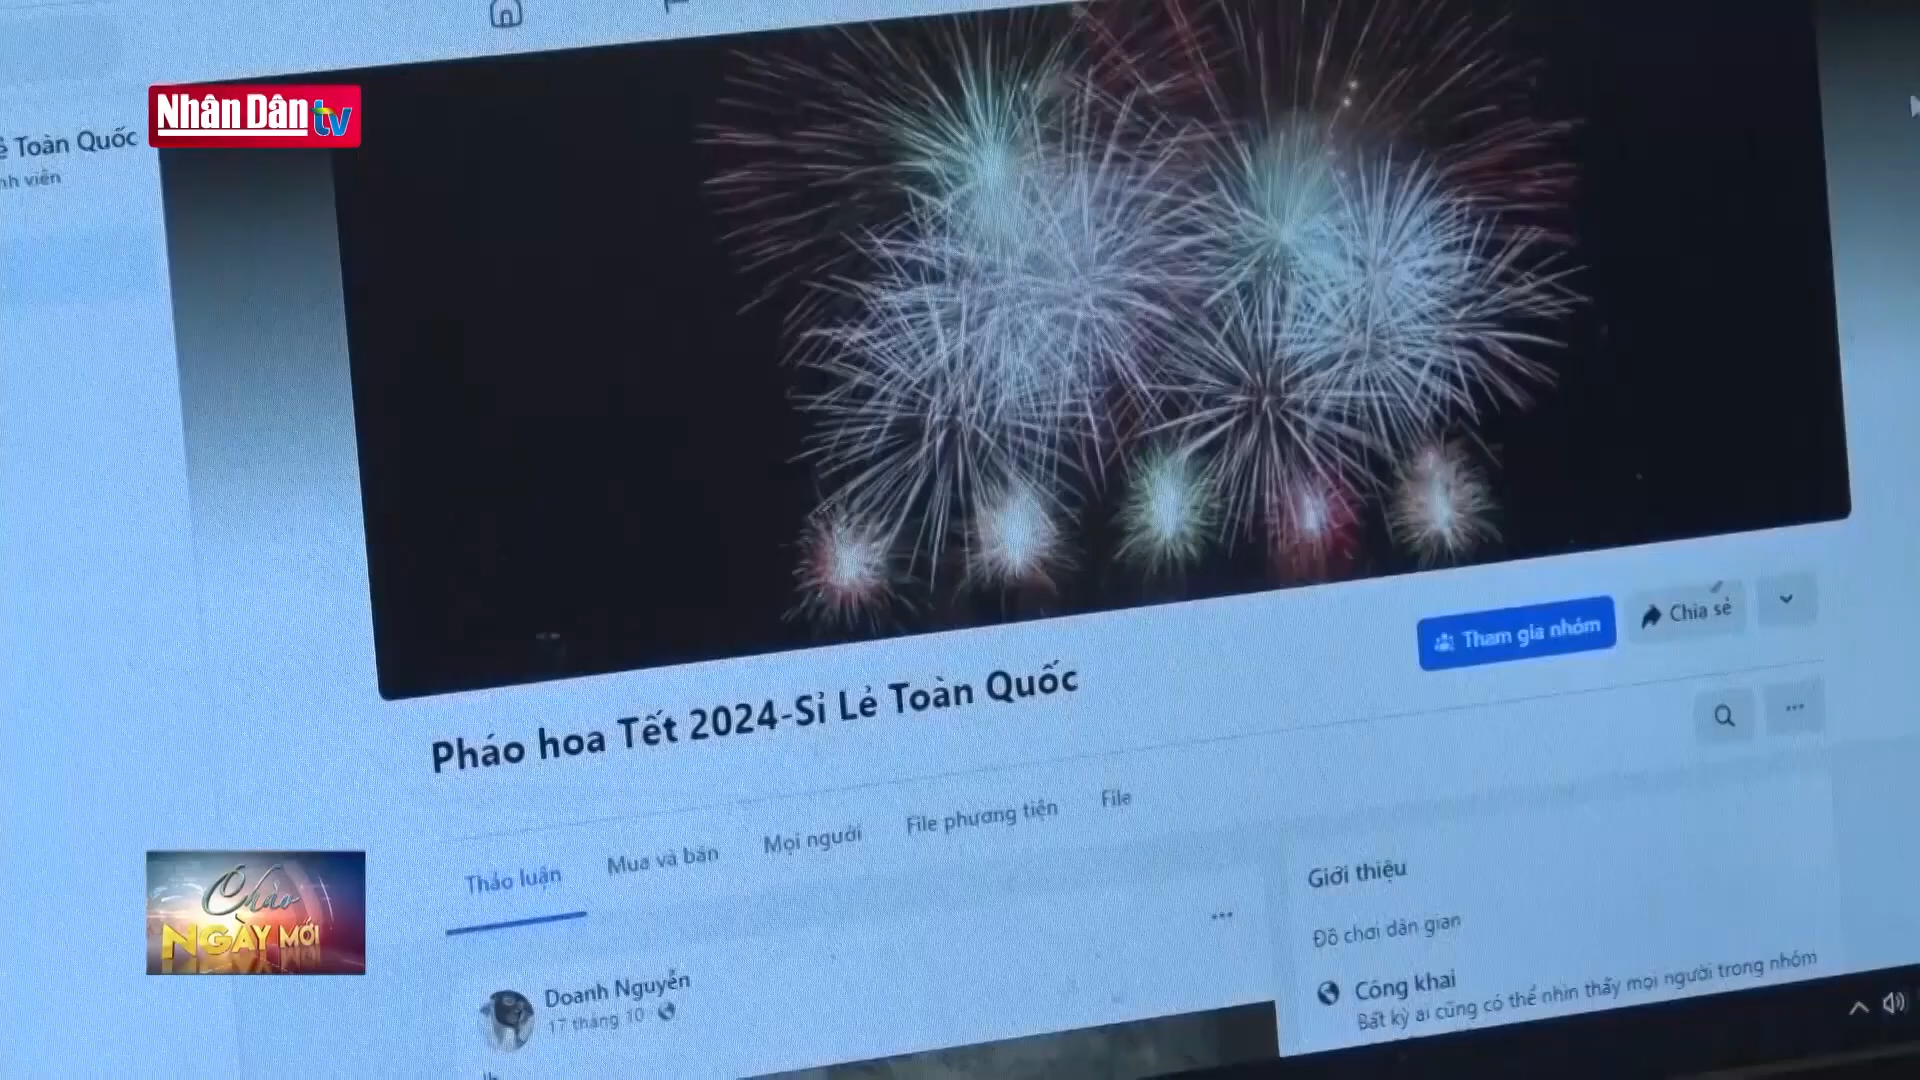 Nhân Dân tv
Toàn Quốc
viên
Tham gia nhóm
Chia sẻ
Pháo hoa Tết 2024-Sỉ Lẻ Toàn Quốc
Thảo luận
Mua và bán
Mọi người
File phương tiện
File
Giới thiệu
Đồ chơi dân gian
Công khai
Bất kỳ ai cũng có thể nhìn thấy mọi người trong nhóm
Doanh Nguyễn
17 tháng 10
Chào
NGÀY MỚI